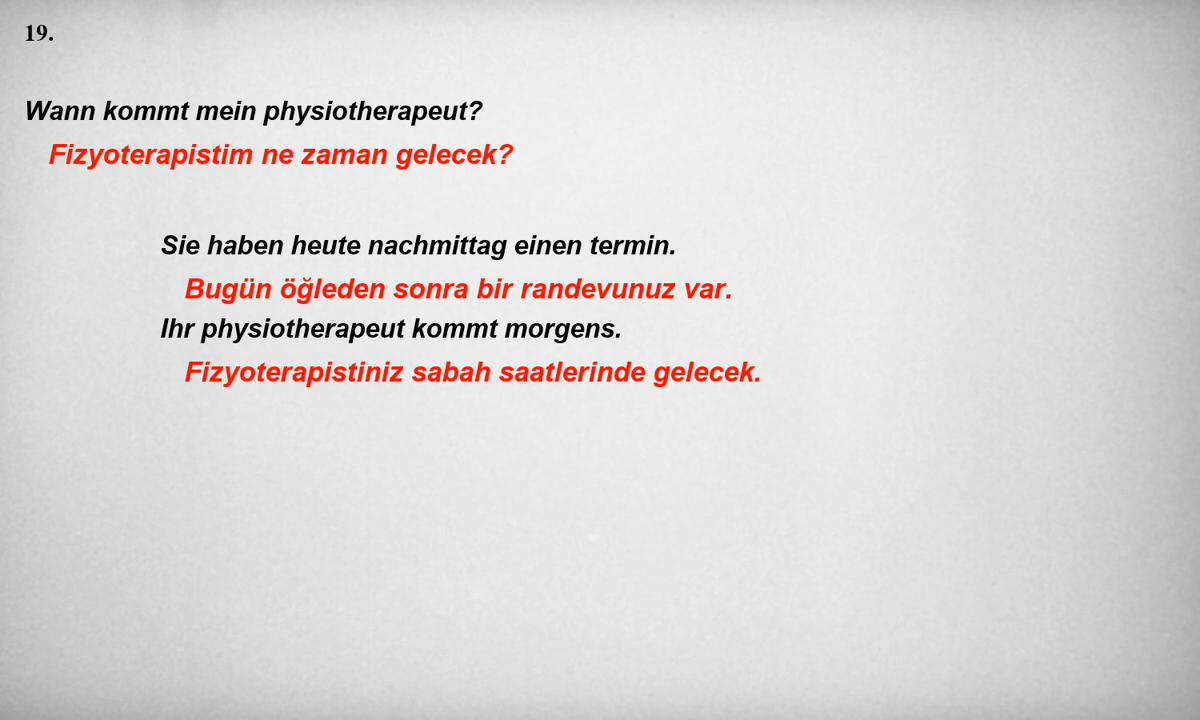 19.
Wann kommt mein physiotherapeut?
Fizyoterapistim ne zaman gelecek?
Sie haben heute nachmittag einen termin.
Bugün öğleden sonra bir randevunuz var.
Ihr physiotherapeut kommt morgens.
Fizyoterapistiniz sabah saatlerinde gelecek.